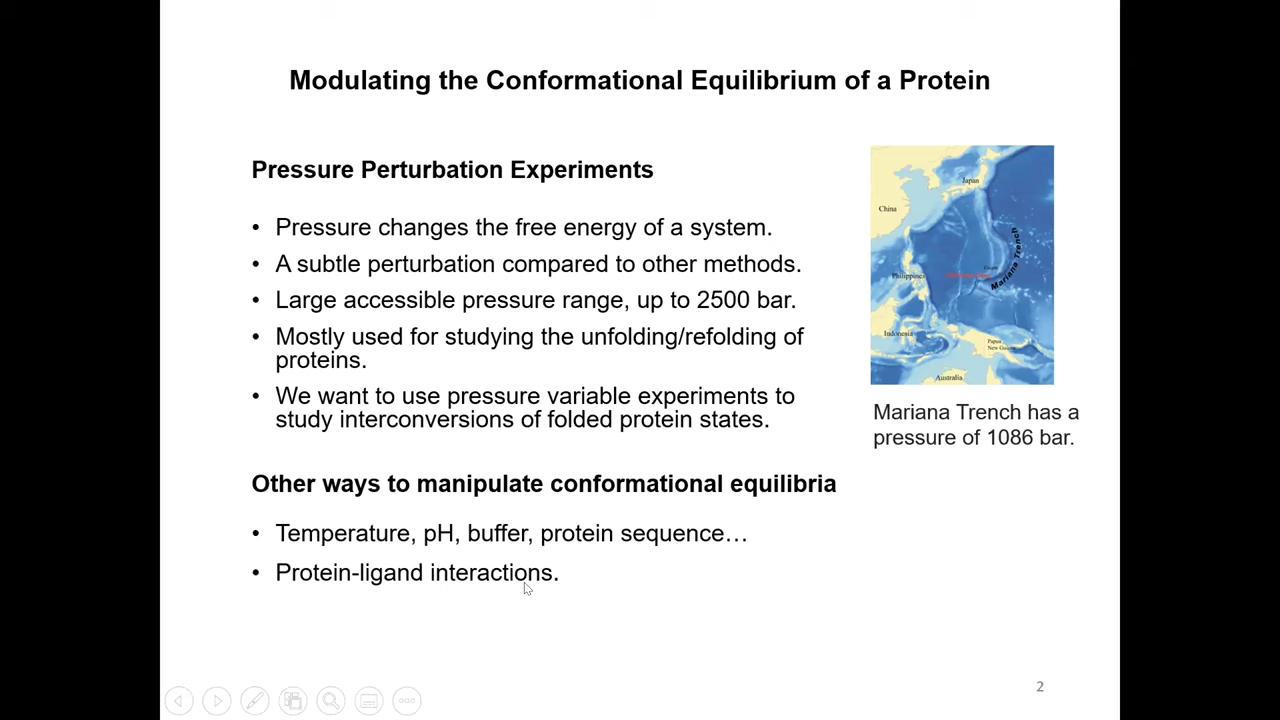 Modulating the Conformational Equilibrium of a Protein
Pressure Perturbation Experiments
• Pressure changes the free energy of a system.
• A subtle perturbation compared to other methods.
• Large accessible pressure range, up to 2500 bar.
• Mostly used for studying the unfolding/refolding of
proteins.
• We want to use pressure variable experiments to
study interconversions of folded protein states.
Other ways to manipulate conformational equilibria
• Temperature, pH, buffer, protein sequence…
• Protein-ligand interactions.
Japan
China
Mariana Trench
Philippines
Indonesia
Papua
New Guinea
Australia
Mariana Trench has a
pressure of 1086 bar.
2